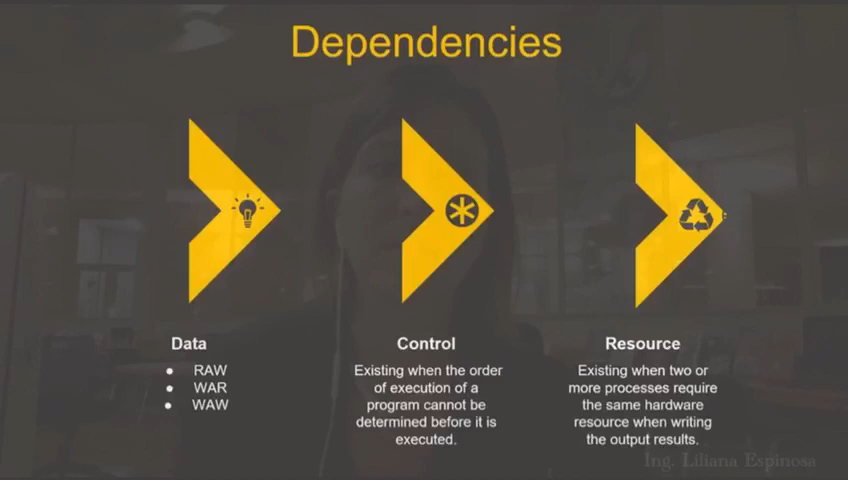 Dependencies
Data
RAW
WAR
WAW
Control
Existing when the order
of execution of a
program cannot be
determined before it is
executed.
Resource
Existing when two or
more processes require
the same hardware
resource when writing
the output results.
Ing. Liliana Espinosa